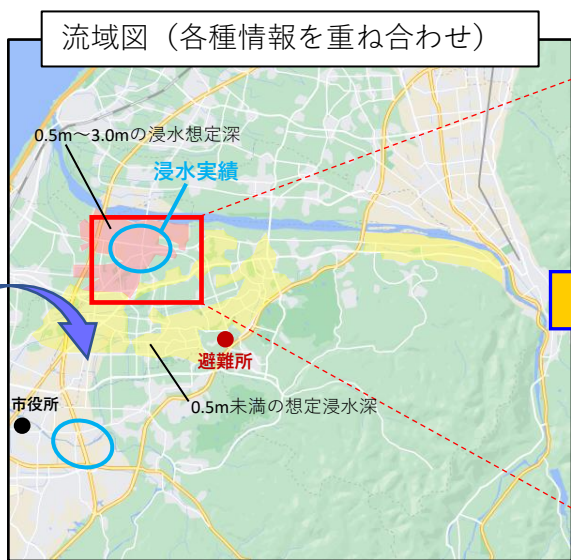 流域図（各種情報を重ね合わせ）
0.5m～3.0mの浸水想定深
浸水実績
避難所
市役所
0.5m未満の想定浸水深